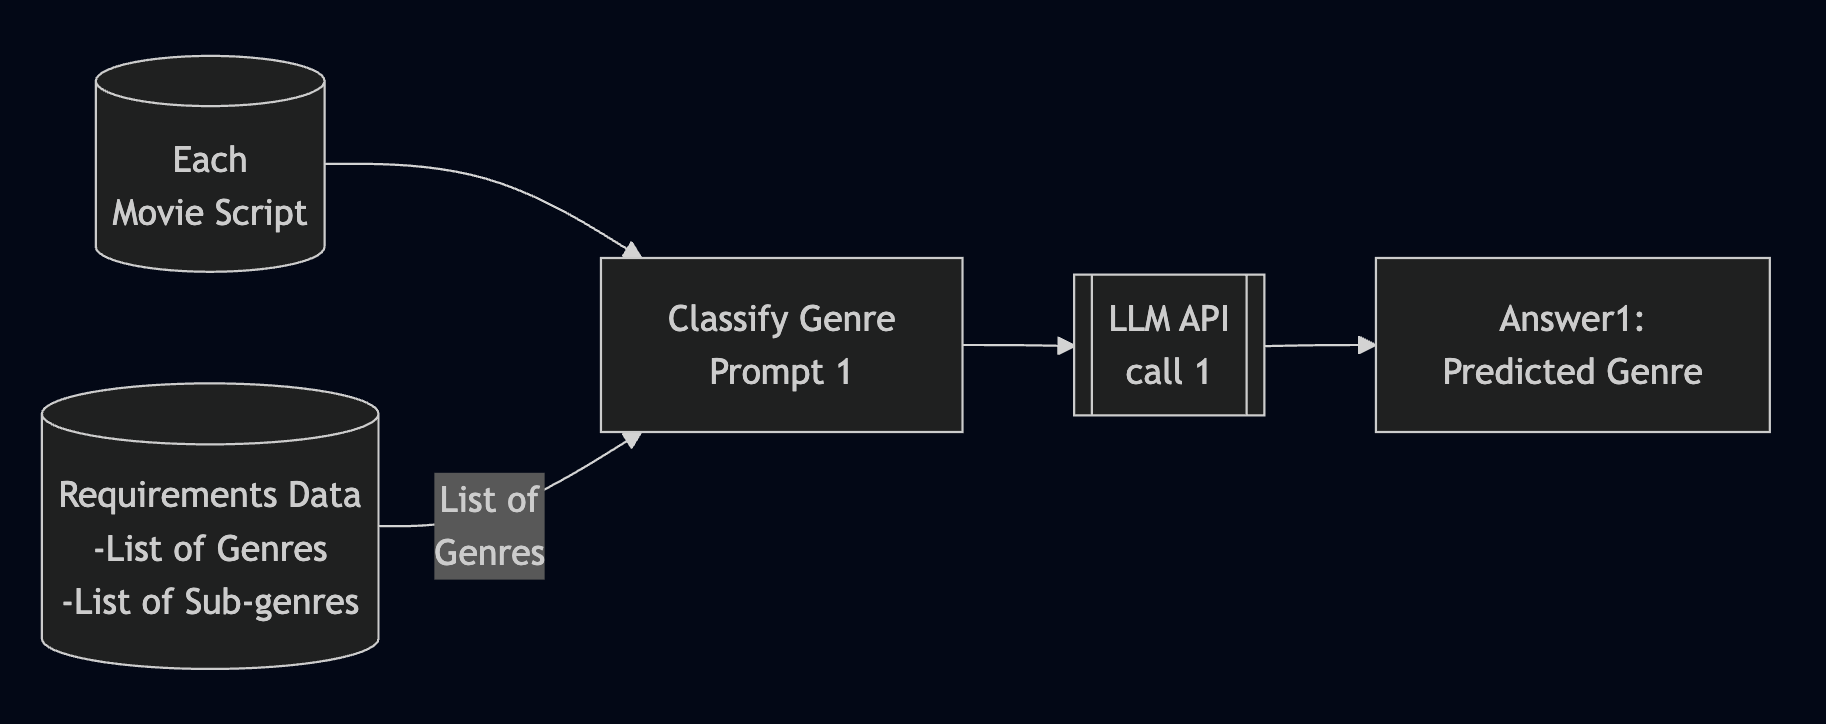 Each
Movie Script
Requirements Data
-List of Genres
-List of Sub-genres
List of
Genres
Classify Genre
Prompt 1
LLM API
call 1
Answer1:
Predicted Genre